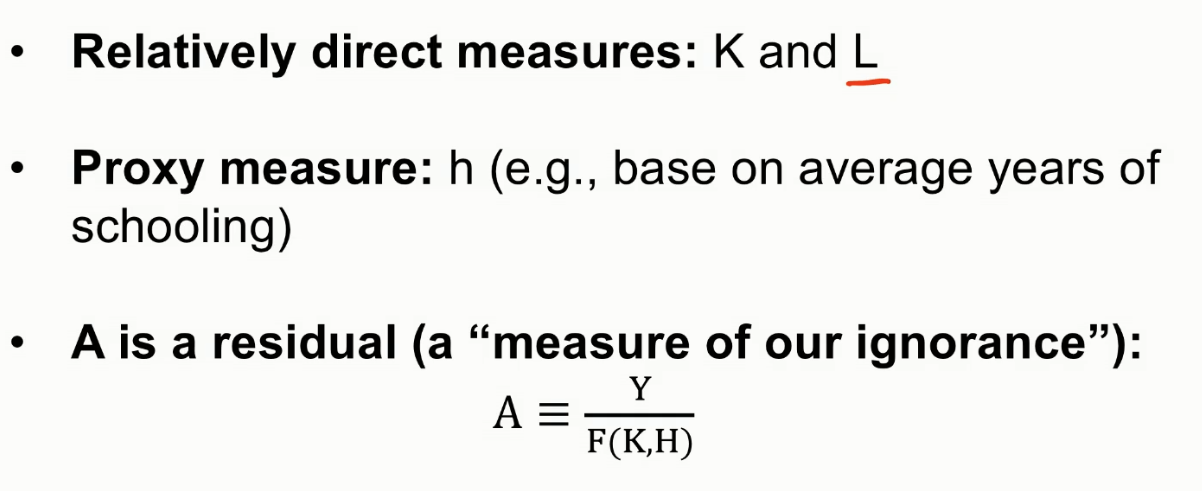 • Relatively direct measures: K and L
• Proxy measure: h (e.g., base on average years of
schooling)
• A is a residual (a “measure of our ignorance”):
A ≡ Y / F(K,H)